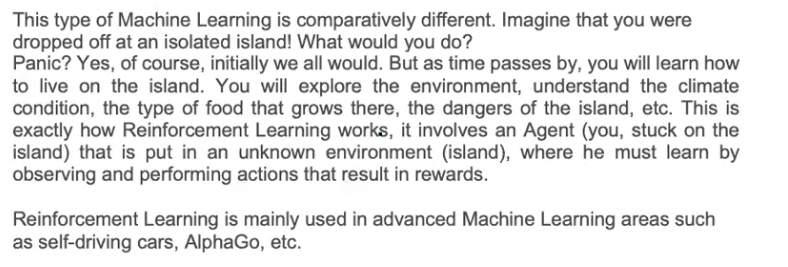 This type of Machine Learning is comparatively different. Imagine that you were
dropped off at an isolated island! What would you do?
Panic? Yes, of course, initially we all would. But as time passes by, you will learn how
to live on the island. You will explore the environment, understand the climate
condition, the type of food that grows there, the dangers of the island, etc. This is
exactly how Reinforcement Learning works, it involves an Agent (you, stuck on the
island) that is put in an unknown environment (island), where he must learn by
observing and performing actions that result in rewards.
Reinforcement Learning is mainly used in advanced Machine Learning areas such
as self-driving cars, AlphaGo, etc.